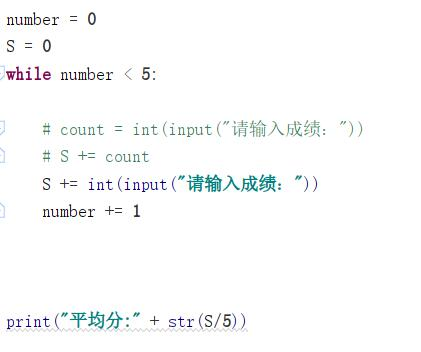 number = 0
S = 0
while number < 5:
# count = int(input("请输入成绩："))
# S += count
S += int(input("请输入成绩："))
number += 1
print("平均分:" + str(S/5))